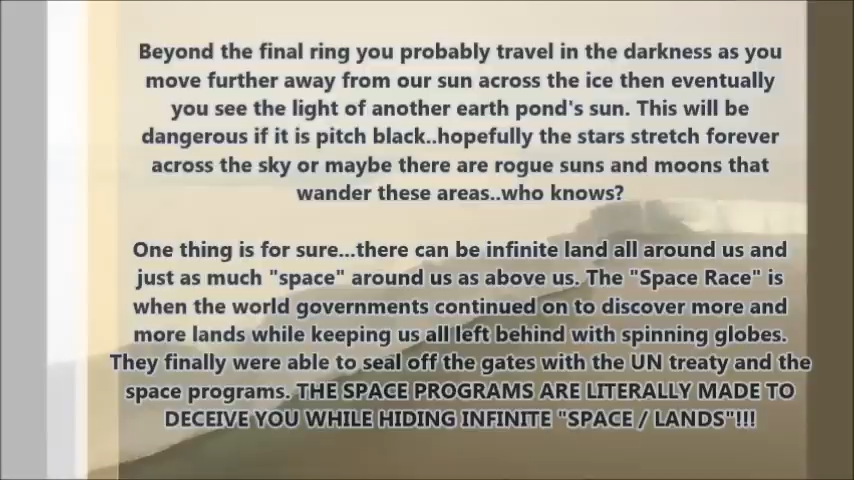 Beyond the final ring you probably travel in the darkness as you
move further away from our sun across the ice then eventually
you see the light of another earth pond's sun. This will be
dangerous if it is pitch black..hopefully the stars stretch forever
across the sky or maybe there are rogue suns and moons that
wander these areas..who knows?
One thing is for sure...there can be infinite land all around us and
just as much "space" around us as above us. The "Space Race" is
when the world governments continued on to discover more and
more lands while keeping us all left behind with spinning globes.
They finally were able to seal off the gates with the UN treaty and the
space programs. THE SPACE PROGRAMS ARE LITERALLY MADE TO
DECEIVE YOU WHILE HIDING INFINITE "SPACE / LANDS"!!!